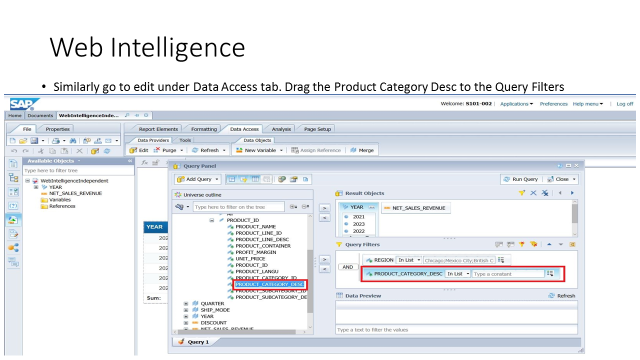 Web Intelligence
• Similarly go to edit under Data Access tab. Drag the Product Category Desc to the Query Filters
SAP
Welcome: S101-002 | Applications Preferences Help menu | Log off
Home Documents WebIntelligenceInde...
File Properties
Report Elements Formatting Data Access Analysis Page Setup
Data Providers Tools Data Objects
Edit Purge Refresh New Variable Assign Reference Merge
Available Objects
Type here to filter tree
WebIntelligenceIndependent
YEAR
NET_SALES_REVENUE
Variables
References
YEAR
202
202
202
202
202
Sum:
Query Panel
Add Query
Run Query Close
Universe outline
Type here to filter on the tree
PRODUCT_ID
PRODUCT_NAME
PRODUCT_LINE_ID
PRODUCT_LINE_DESC
PRODUCT_CONTAINER
PROFIT_MARGIN
UNIT_PRICE
PRODUCT_ID
PRODUCT_LANGU
PRODUCT_CATEGORY_ID
PRODUCT_CATEGORY_DESC
PRODUCT_SUBCATEGORY_ID
PRODUCT_SUBCATEGORY_DE
QUARTER
SHIP_MODE
YEAR
DISCOUNT
NET_SALES_REVENUE
Result Objects
YEAR NET_SALES_REVENUE
2021
2023
2022
Query Filters
AND
REGION In List Chicago;Mexico City;British C
PRODUCT_CATEGORY_DESC In List Type a constant
Data Preview Refresh
Type a text to filter the values
Query 1